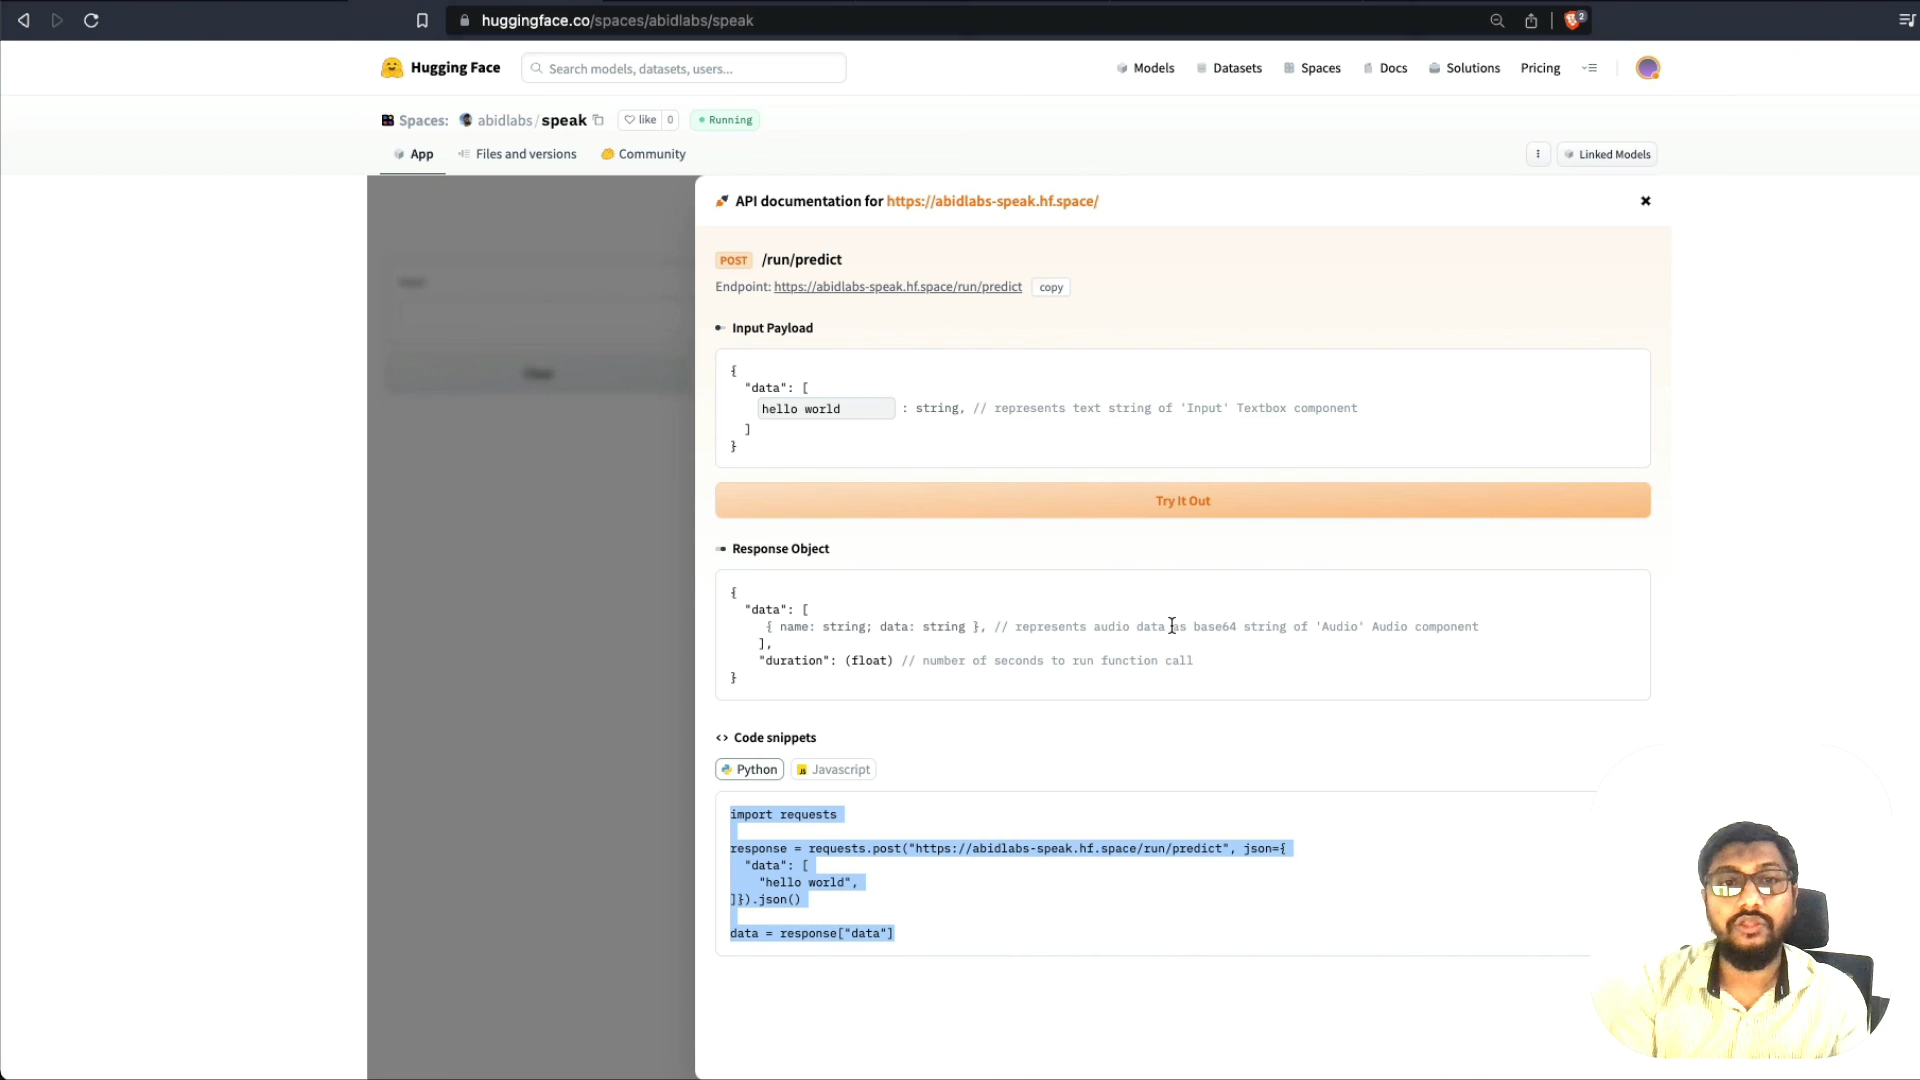 huggingface.co/spaces/abidlabs/speak
2
Hugging Face
Search models, datasets, users...
Models
Datasets
Spaces
Docs
Solutions
Pricing
Spaces: abidlabs/speak
like 0
Running
App
Files and versions
Community
Linked Models
API documentation for https://abidlabs-speak.hf.space/
POST /run/predict
Endpoint: https://abidlabs-speak.hf.space/run/predict copy
Input Payload
{
"data": [
hello world : string, // represents text string of 'Input' Textbox component
]
}
Try It Out
Response Object
{
"data": [
{ name: string; data: string }, // represents audio data as base64 string of 'Audio' Audio component
],
"duration": (float) // number of seconds to run function call
}
<> Code snippets
Python
JS Javascript
import requests
response = requests.post("https://abidlabs-speak.hf.space/run/predict", json={
"data": [
"hello world",
]}).json()
data = response["data"]